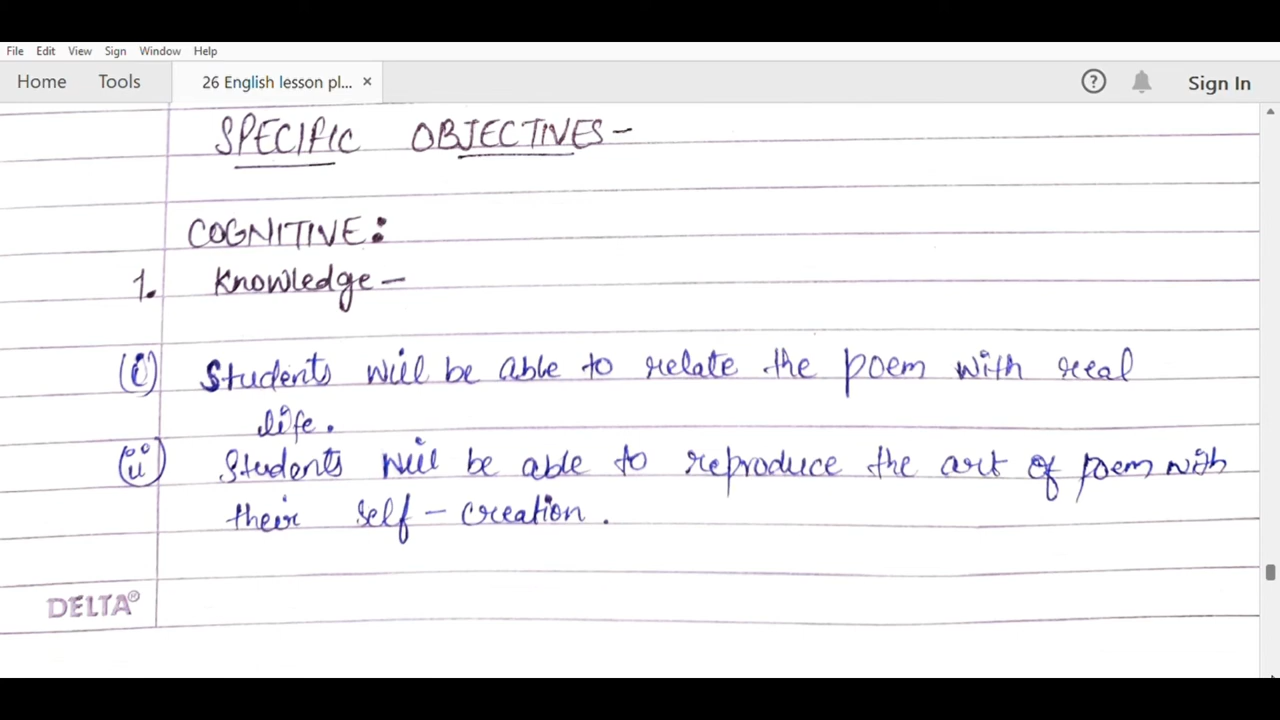 File Edit View Sign Window Help
Home Tools 26 English lesson pl... × ? Sign In
SPECIFIC OBJECTIVES-
COGNITIVE:
1. Knowledge-
(i) Students will be able to relate the poem with real
life.
(ii) Students will be able to reproduce the art of poem with
their self-creation.
DELTA®